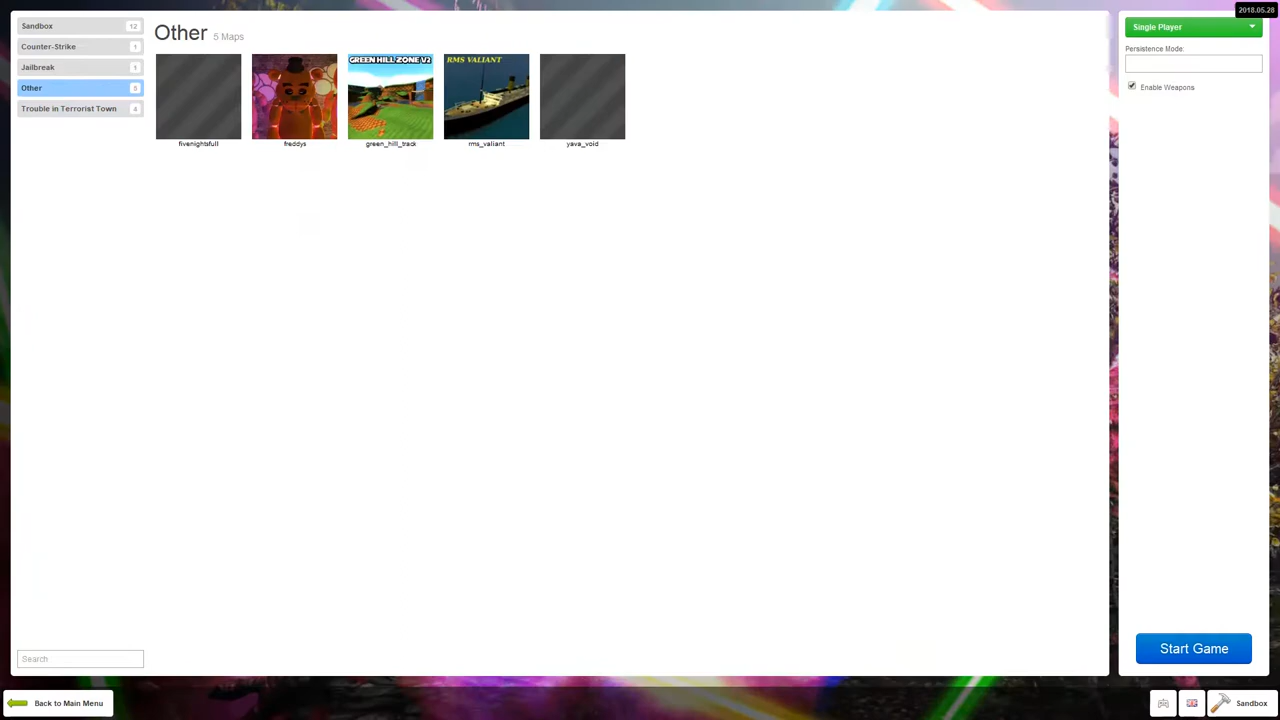 2018.05.28
Sandbox 12
Counter-Strike 1
Jailbreak 1
Other 5
Trouble in Terrorist Town 4
Other 5 Maps
GREEN HILL ZONE V2
RMS VALIANT
fivenightsfull
freddys
green_hill_track
rms_valiant
yava_void
Single Player
Persistence Mode:
Enable Weapons
Start Game
Search
Back to Main Menu
Sandbox